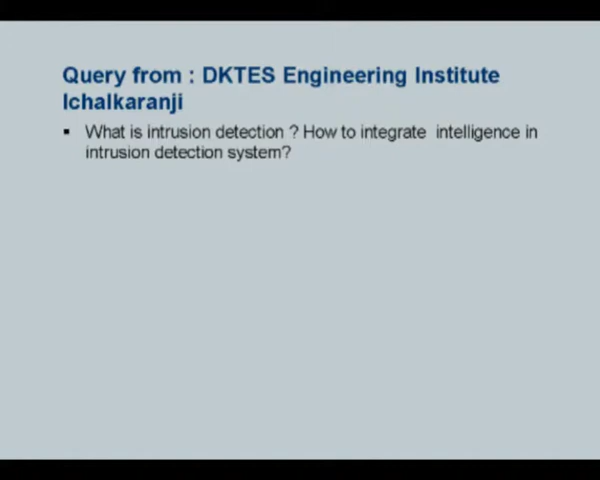 Query from : DKTES Engineering Institute
Ichalkaranji
▪ What is intrusion detection ? How to integrate intelligence in
intrusion detection system?